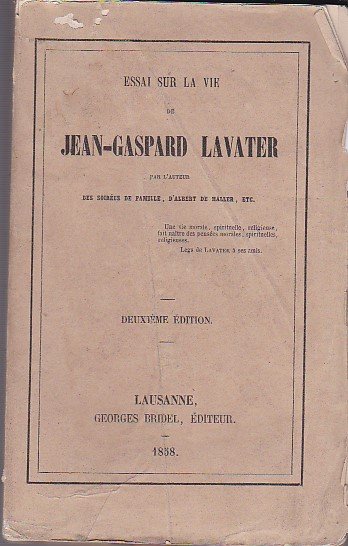 ESSAI SUR LA VIE
DE
JEAN-GASPARD LAVATER
PAR L'AUTEUR
DES SOIRÉES DE FAMILLE, D'ALBERT DE HALLER, ETC.
Une vie morale, spirituelle, religieuse,
fait naître des pensées morales, spirituelles,
religieuses.
Legs de LAVATER à ses amis.
DEUXIÈME ÉDITION.
LAUSANNE,
GEORGES BRIDEL, ÉDITEUR.
1858.